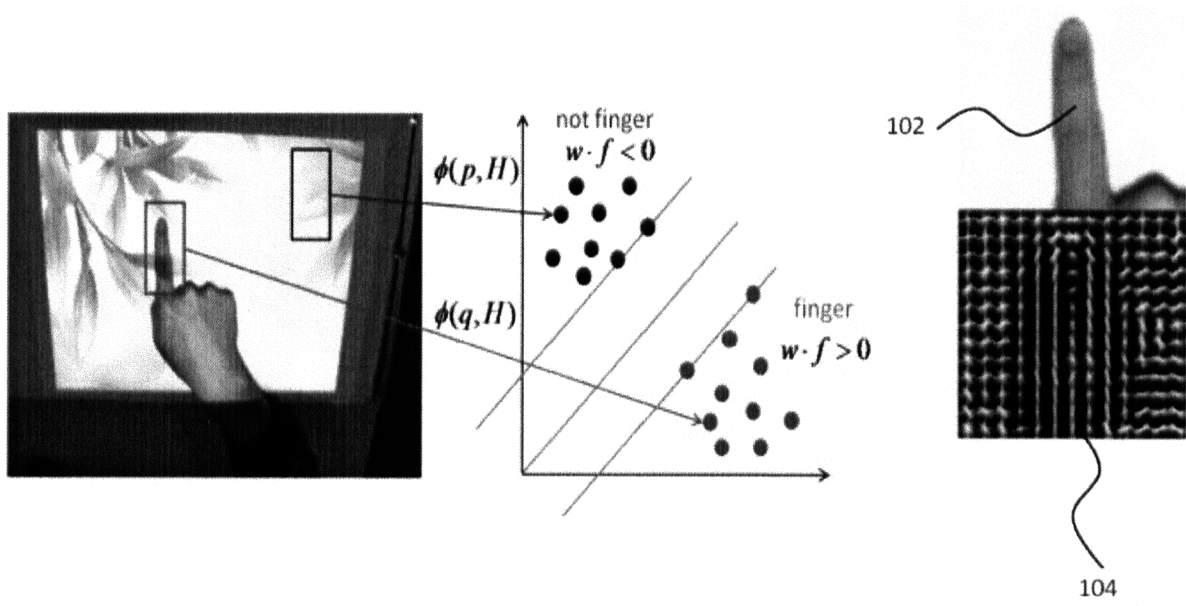 not finger
w · f < 0
ϕ(p, H)
ϕ(q, H)
finger
w · f > 0
102
104